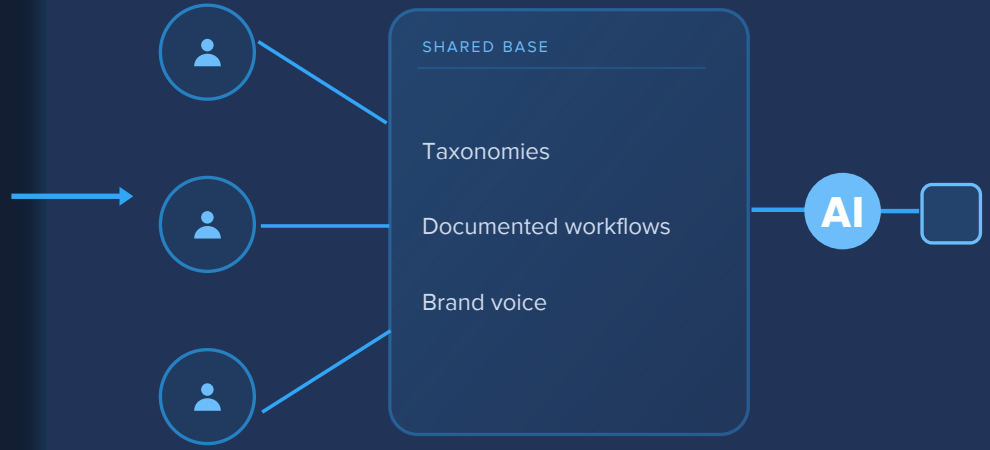 SHARED BASE
Taxonomies
Documented workflows
Brand voice
AI